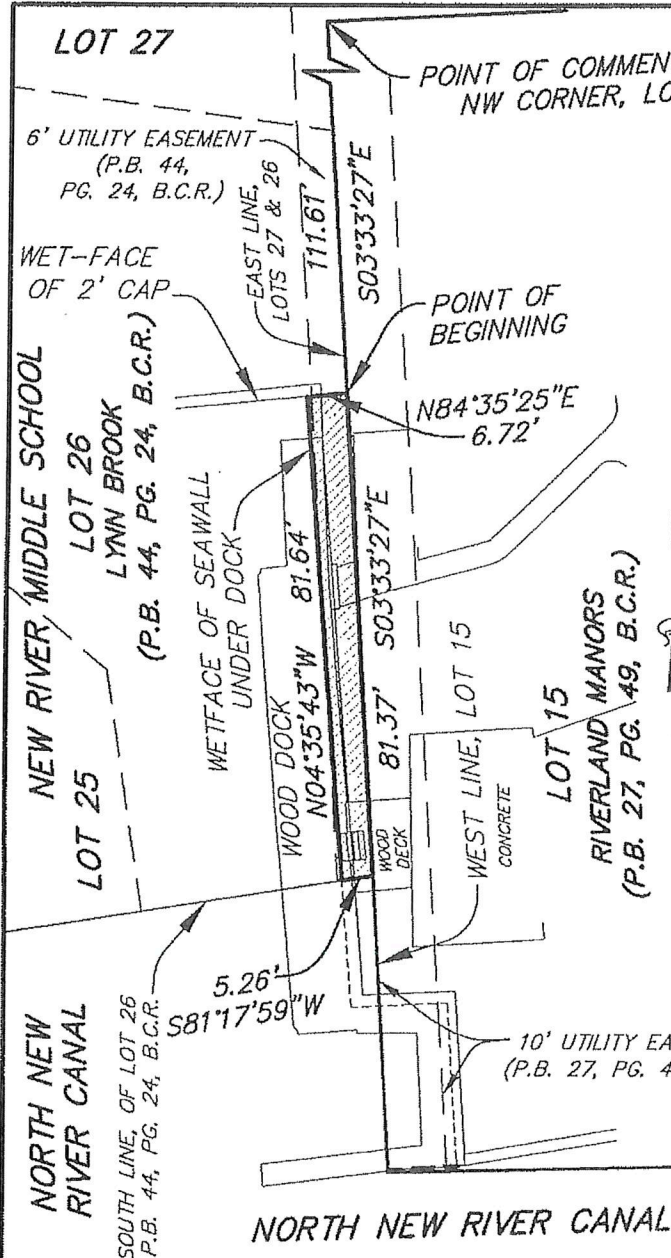 LOT 27
POINT OF COMMEN
NW CORNER, LO
6' UTILITY EASEMENT
(P.B. 44,
PG. 24, B.C.R.)
EAST LINE,
LOTS 27 & 26
111.61'
S03°33'27"E
WET-FACE
OF 2' CAP
POINT OF
BEGINNING
N84°35'25"E
6.72'
NEW RIVER MIDDLE SCHOOL
LOT 26
LYNN BROOK
(P.B. 44, PG. 24, B.C.R.)
WETFACE OF SEAWALL
UNDER DOCK
WOOD DOCK
N04°35'43"W 81.64'
81.37' S03°33'27"E
WEST LINE, LOT 15
CONCRETE
LOT 15
RIVERLAND MANORS
(P.B. 27, PG. 49, B.C.R.)
LOT 25
WOOD
DECK
5.26'
S81°17'59"W
NORTH NEW
RIVER CANAL
SOUTH LINE, OF LOT 26
P.B. 44, PG. 24, B.C.R.
10' UTILITY EA
(P.B. 27, PG. 4
NORTH NEW RIVER CANAL